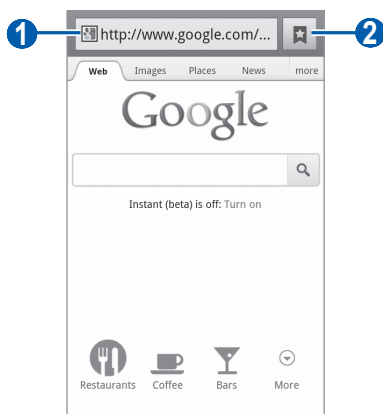 1 http://www.google.com/... 2
Web Images Places News more
Google
Instant (beta) is off: Turn on
Restaurants Coffee Bars More